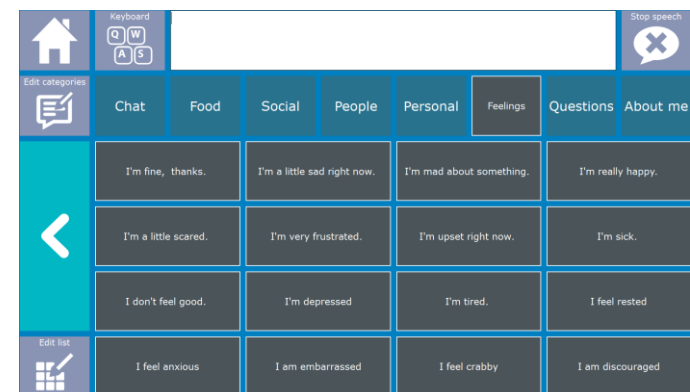 Keyboard
Q W
A S
Stop speech
Edit categories
Chat Food Social People Personal Feelings Questions About me
I'm fine, thanks. I'm a little sad right now. I'm mad about something. I'm really happy.
I'm a little scared. I'm very frustrated. I'm upset right now. I'm sick.
I don't feel good. I'm depressed I'm tired. I feel rested
Edit list
I feel anxious I am embarrassed I feel crabby I am discouraged